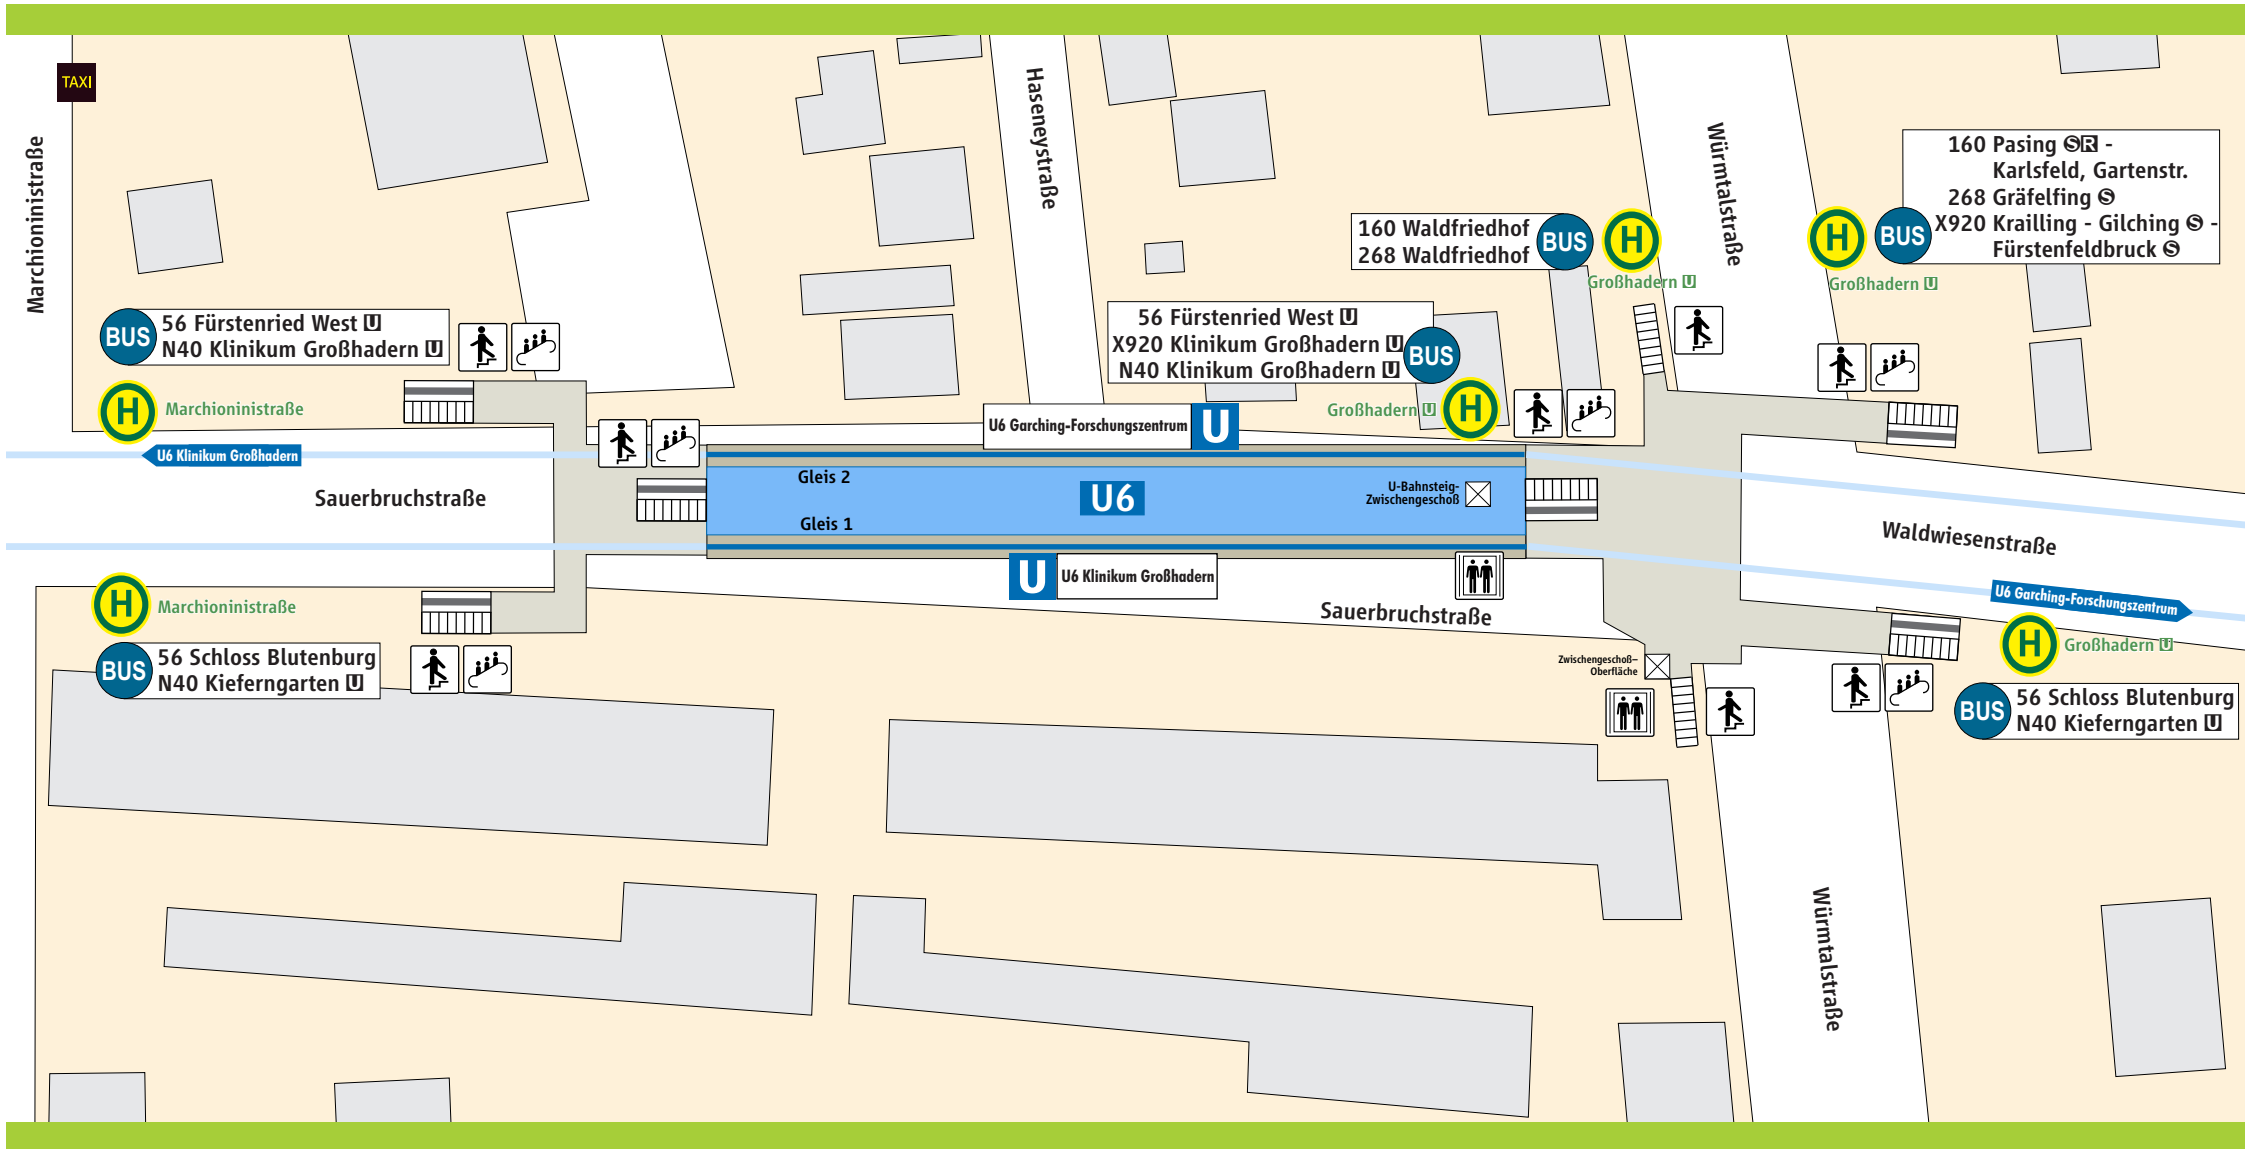 TAXI
Marchioninistraße
Haseneystraße
Würmtalstraße
160 Pasing S R -
Karlsfeld, Gartenstr.
268 Gräfelfing S
X920 Krailling - Gilching S -
Fürstenfeldbruck S
BUS
H
Großhadern U
160 Waldfriedhof
268 Waldfriedhof
BUS
H
Großhadern U
BUS
56 Fürstenried West U
N40 Klinikum Großhadern U
H
Marchioninistraße
56 Fürstenried West U
X920 Klinikum Großhadern U
N40 Klinikum Großhadern U
BUS
Großhadern U
H
U6 Garching-Forschungszentrum
U
U6 Klinikum Großhadern
Sauerbruchstraße
Gleis 2
Gleis 1
U6
U-Bahnsteig-
Zwischengeschoß
Waldwiesenstraße
U
U6 Klinikum Großhadern
Sauerbruchstraße
U6 Garching-Forschungszentrum
H
Marchioninistraße
BUS
56 Schloss Blutenburg
N40 Kieferngarten U
Zwischengeschoß–
Oberfläche
H
Großhadern U
BUS
56 Schloss Blutenburg
N40 Kieferngarten U
Würmtalstraße